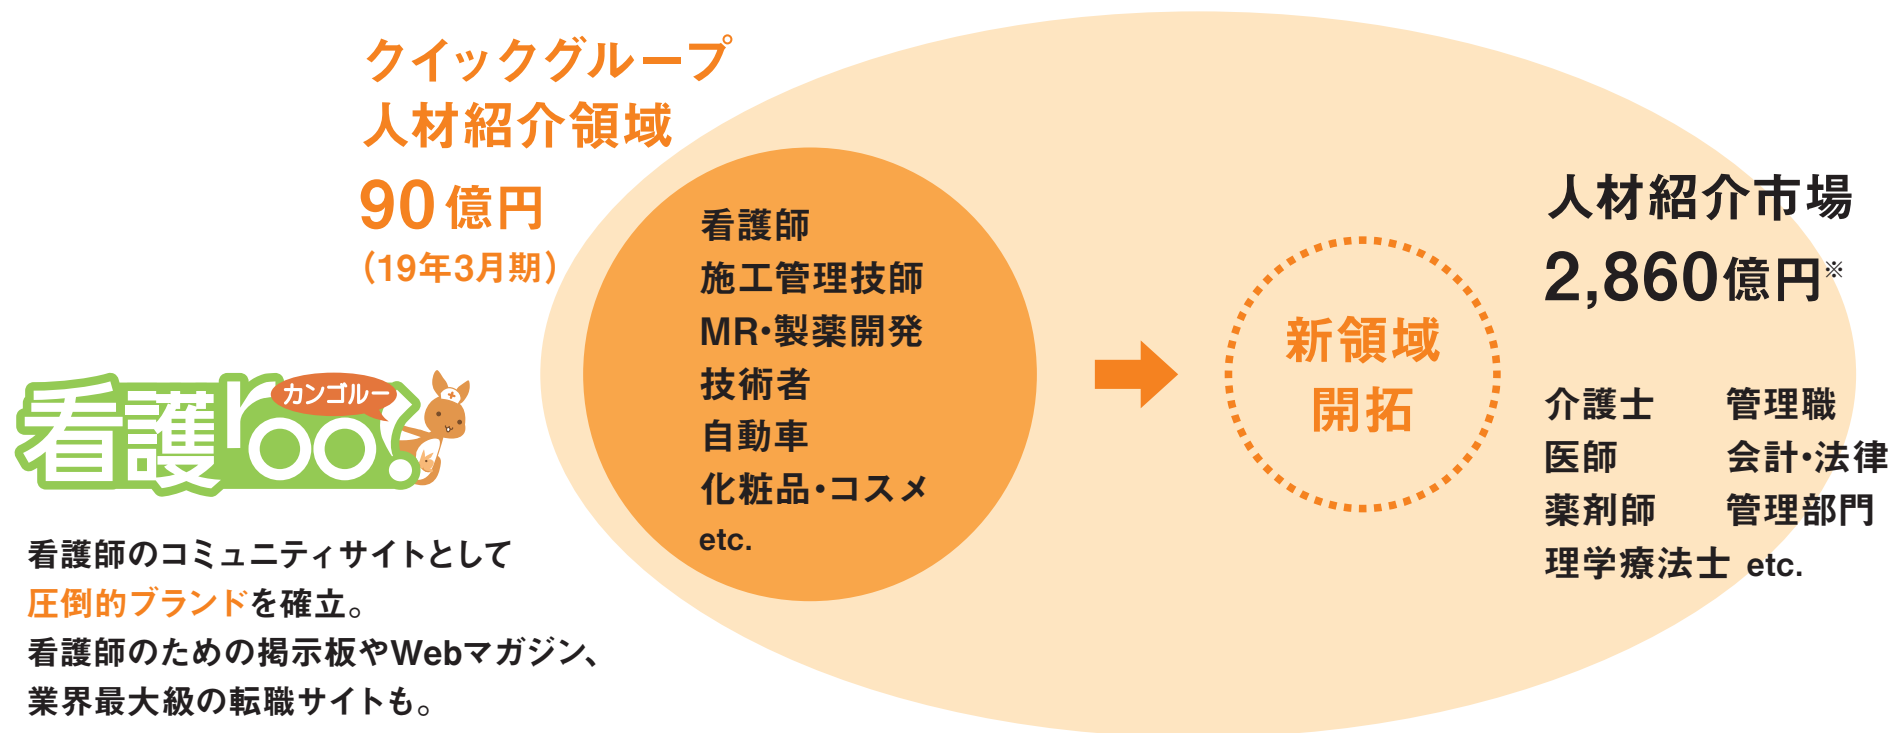 クイックグループ
人材紹介領域
90億円
（19年3月期）
看護roo!
カンゴルー
看護師のコミュニティサイトとして
圧倒的ブランドを確立。
看護師のための掲示板やWebマガジン、
業界最大級の転職サイトも。
看護師
施工管理技師
MR・製薬開発
技術者
自動車
化粧品・コスメ
etc.
新領域
開拓
人材紹介市場
2,860億円※
介護士 管理職
医師 会計・法律
薬剤師 管理部門
理学療法士 etc.